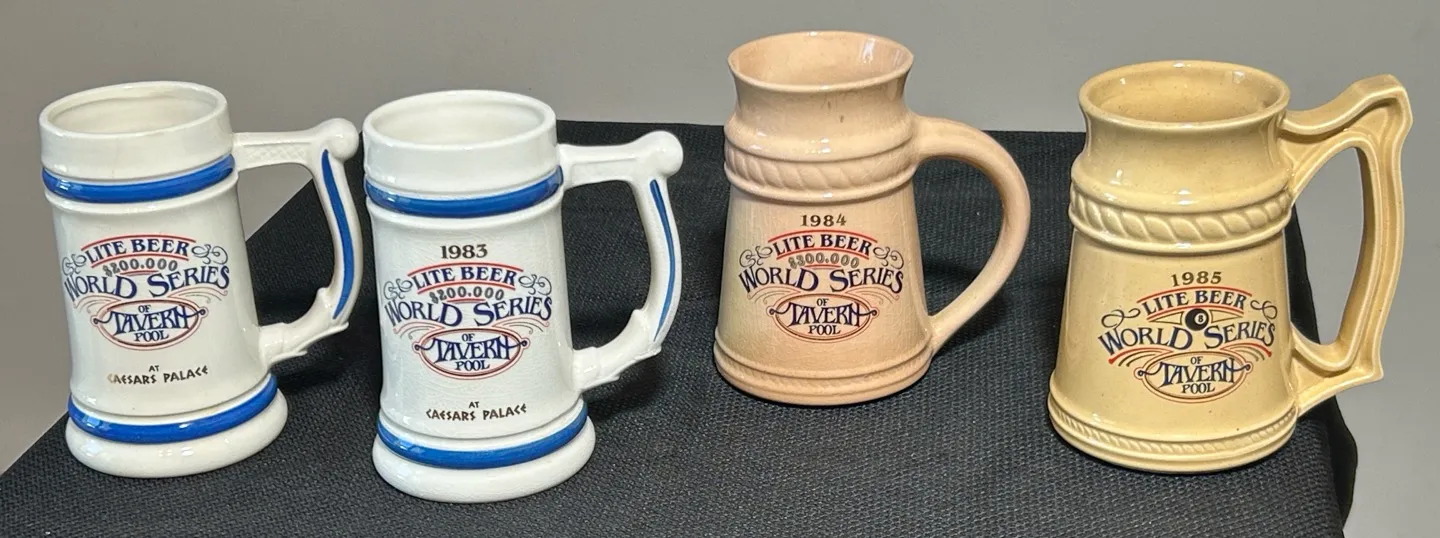 LITE BEER
$200.000
WORLD SERIES
OF
TAVERN
POOL
AT
CAESARS PALACE
1983
LITE BEER
$200.000
WORLD SERIES
OF
TAVERN
POOL
AT
CAESARS PALACE
1984
LITE BEER
$300.000
WORLD SERIES
OF
TAVERN
POOL
1985
LITE BEER
8
WORLD SERIES
OF
TAVERN
POOL